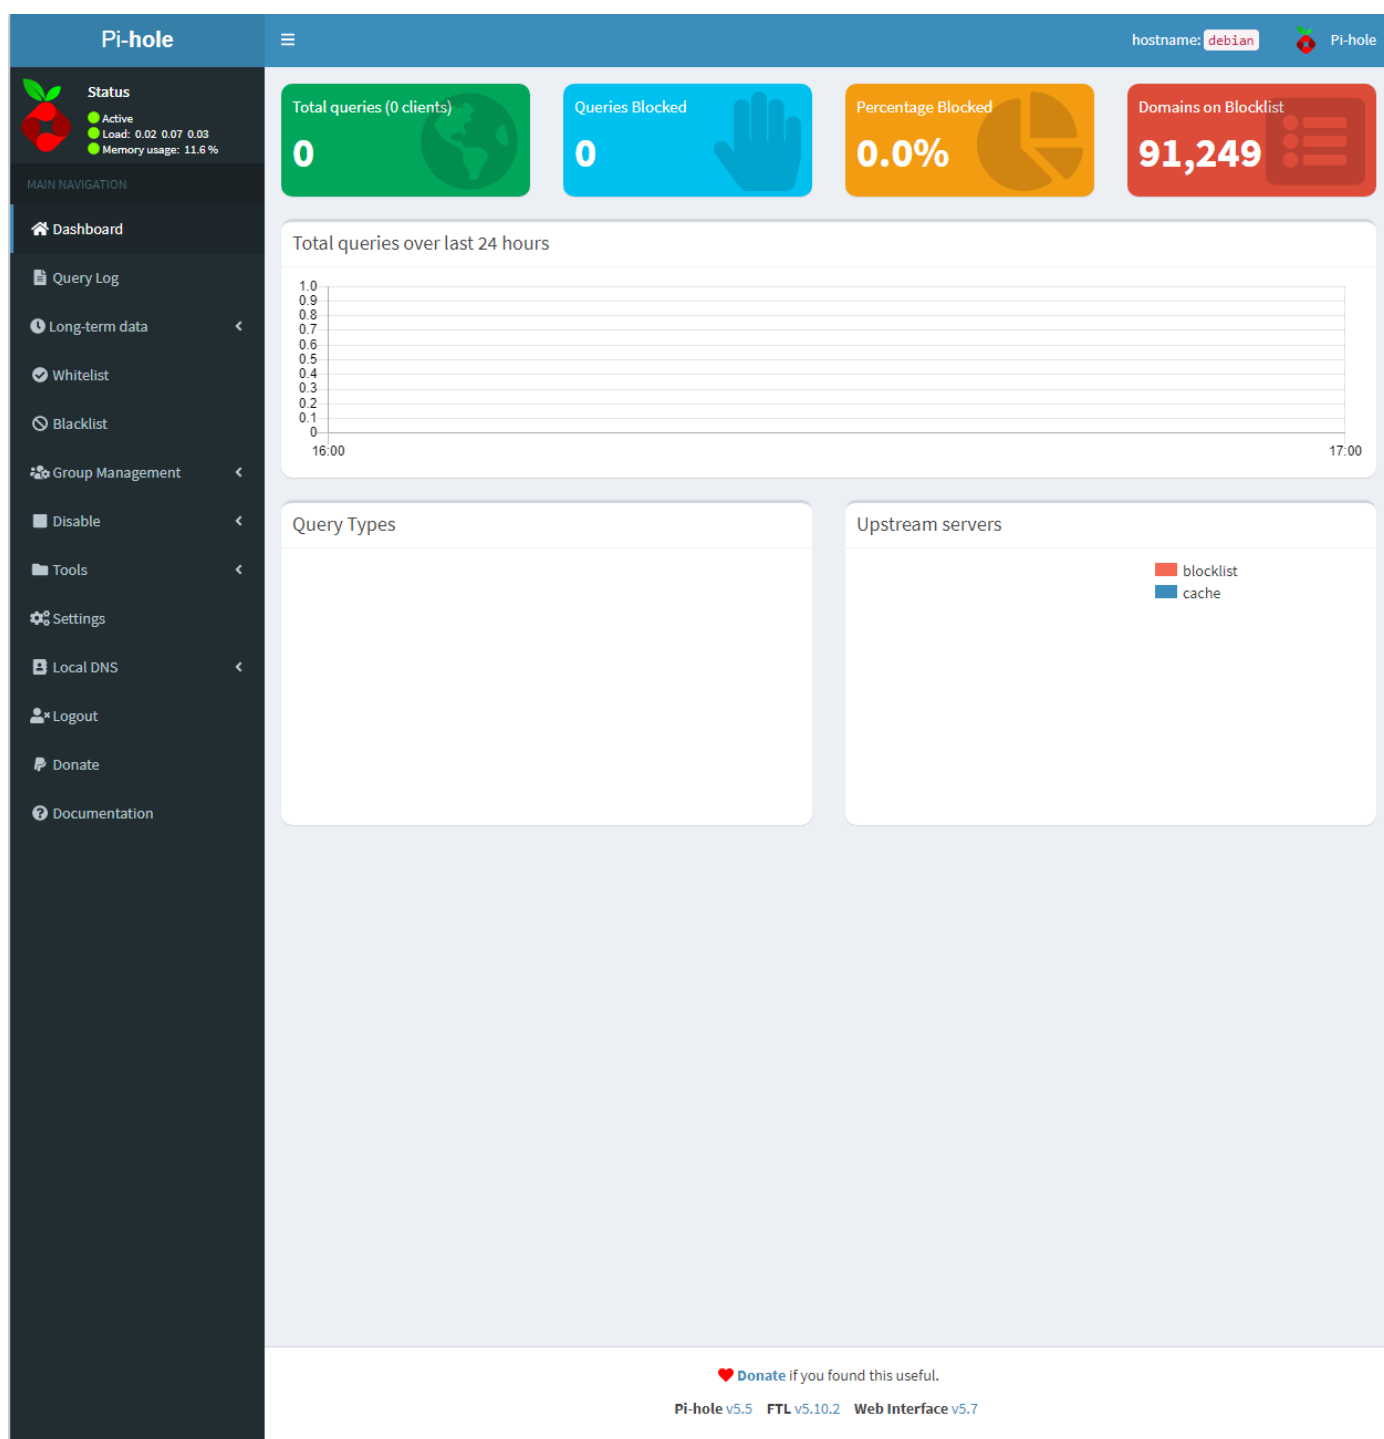 Pi-hole
hostname: debian
Pi-hole
Status
Active
Load: 0.02 0.07 0.03
Memory usage: 11.6 %
MAIN NAVIGATION
Dashboard
Query Log
Long-term data
Whitelist
Blacklist
Group Management
Disable
Tools
Settings
Local DNS
Logout
Donate
Documentation
Total queries (0 clients)
0
Queries Blocked
0
Percentage Blocked
0.0%
Domains on Blocklist
91,249
Total queries over last 24 hours
1.0
0.9
0.8
0.7
0.6
0.5
0.4
0.3
0.2
0.1
0
16:00 17:00
Query Types
Upstream servers
blocklist
cache
Donate if you found this useful.
Pi-hole v5.5 FTL v5.10.2 Web Interface v5.7